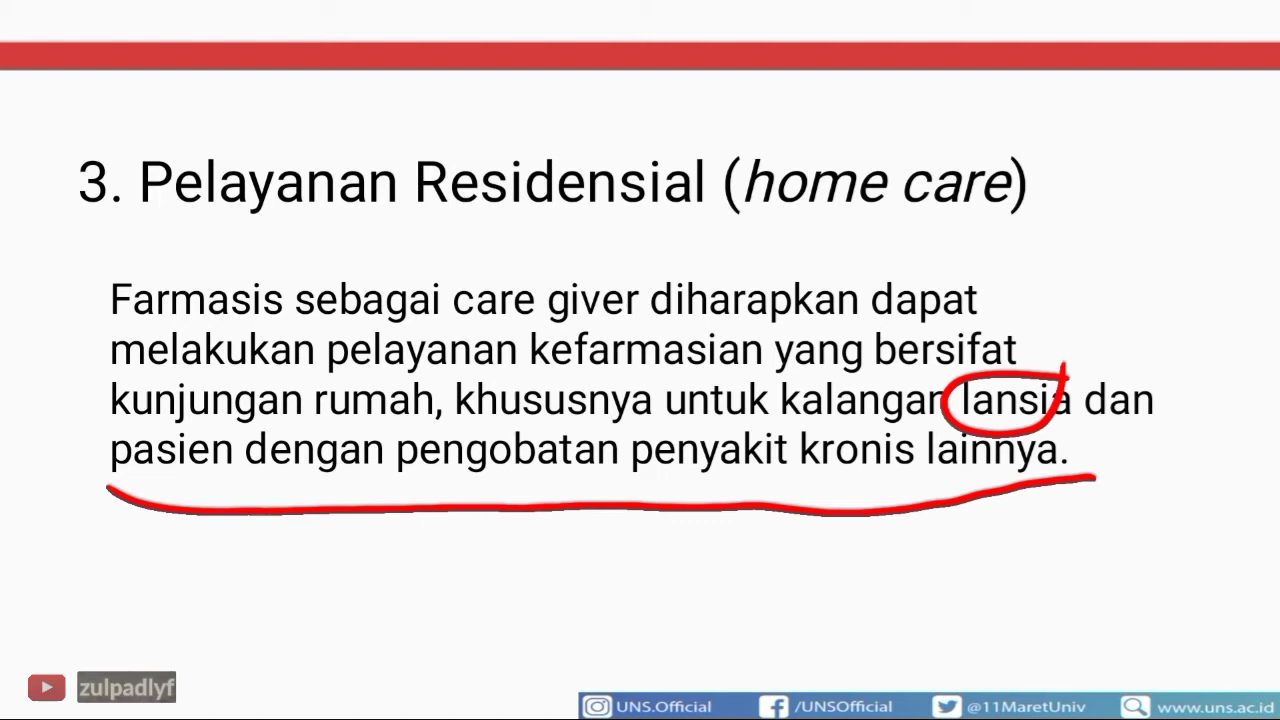 3. Pelayanan Residensial (home care)
Farmasis sebagai care giver diharapkan dapat
melakukan pelayanan kefarmasian yang bersifat
kunjungan rumah, khususnya untuk kalangan lansia dan
pasien dengan pengobatan penyakit kronis lainnya.
zulpadlyf
UNS.Official /UNSOfficial @11MaretUniv www.uns.ac.id